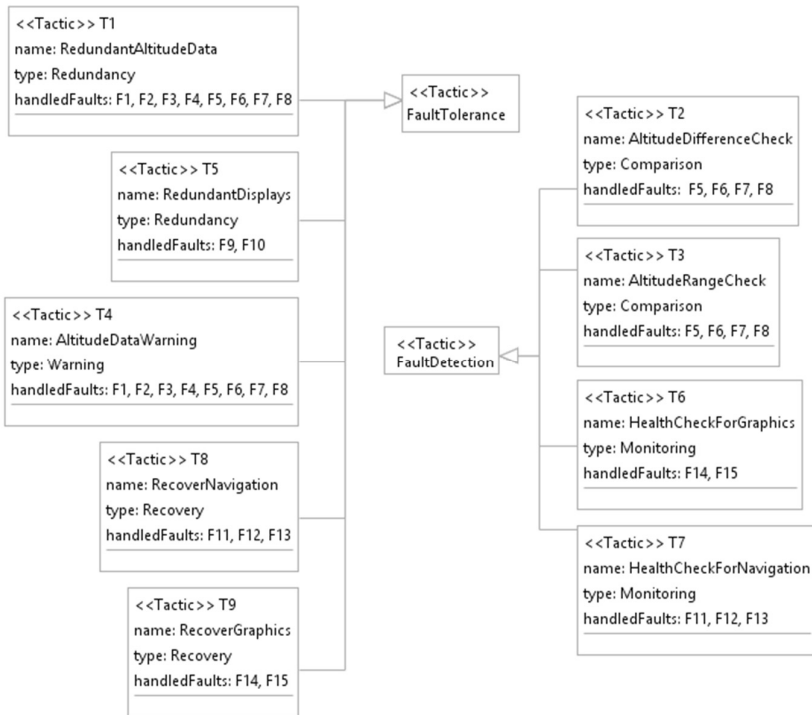 <<Tactic>> T1
name: RedundantAltitudeData
type: Redundancy
handledFaults: F1, F2, F3, F4, F5, F6, F7, F8
<<Tactic>> T5
name: RedundantDisplays
type: Redundancy
handledFaults: F9, F10
<<Tactic>> T4
name: AltitudeDataWarning
type: Warning
handledFaults: F1, F2, F3, F4, F5, F6, F7, F8
<<Tactic>> T8
name: RecoverNavigation
type: Recovery
handledFaults: F11, F12, F13
<<Tactic>> T9
name: RecoverGraphics
type: Recovery
handledFaults: F14, F15
<<Tactic>>
FaultTolerance
<<Tactic>>
FaultDetection
<<Tactic>> T2
name: AltitudeDifferenceCheck
type: Comparison
handledFaults: F5, F6, F7, F8
<<Tactic>> T3
name: AltitudeRangeCheck
type: Comparison
handledFaults: F5, F6, F7, F8
<<Tactic>> T6
name: HealthCheckForGraphics
type: Monitoring
handledFaults: F14, F15
<<Tactic>> T7
name: HealthCheckForNavigation
type: Monitoring
handledFaults: F11, F12, F13